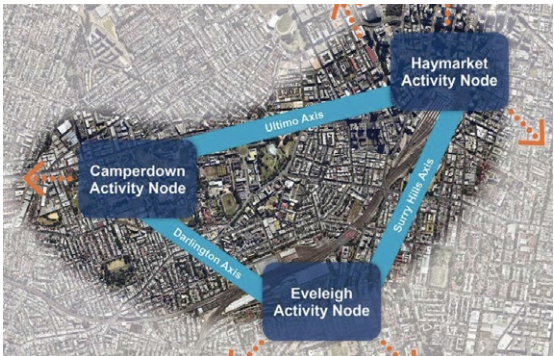 Haymarket
Activity Node
Ultimo Axis
Camperdown
Activity Node
Surry Hills Axis
Darlington Axis
Eveleigh
Activity Node